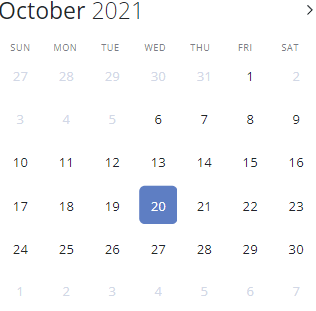 October 2021
SUN MON TUE WED THU FRI SAT
27 28 29 30 31 1 2
3 4 5 6 7 8 9
10 11 12 13 14 15 16
17 18 19 20 21 22 23
24 25 26 27 28 29 30
1 2 3 4 5 6 7